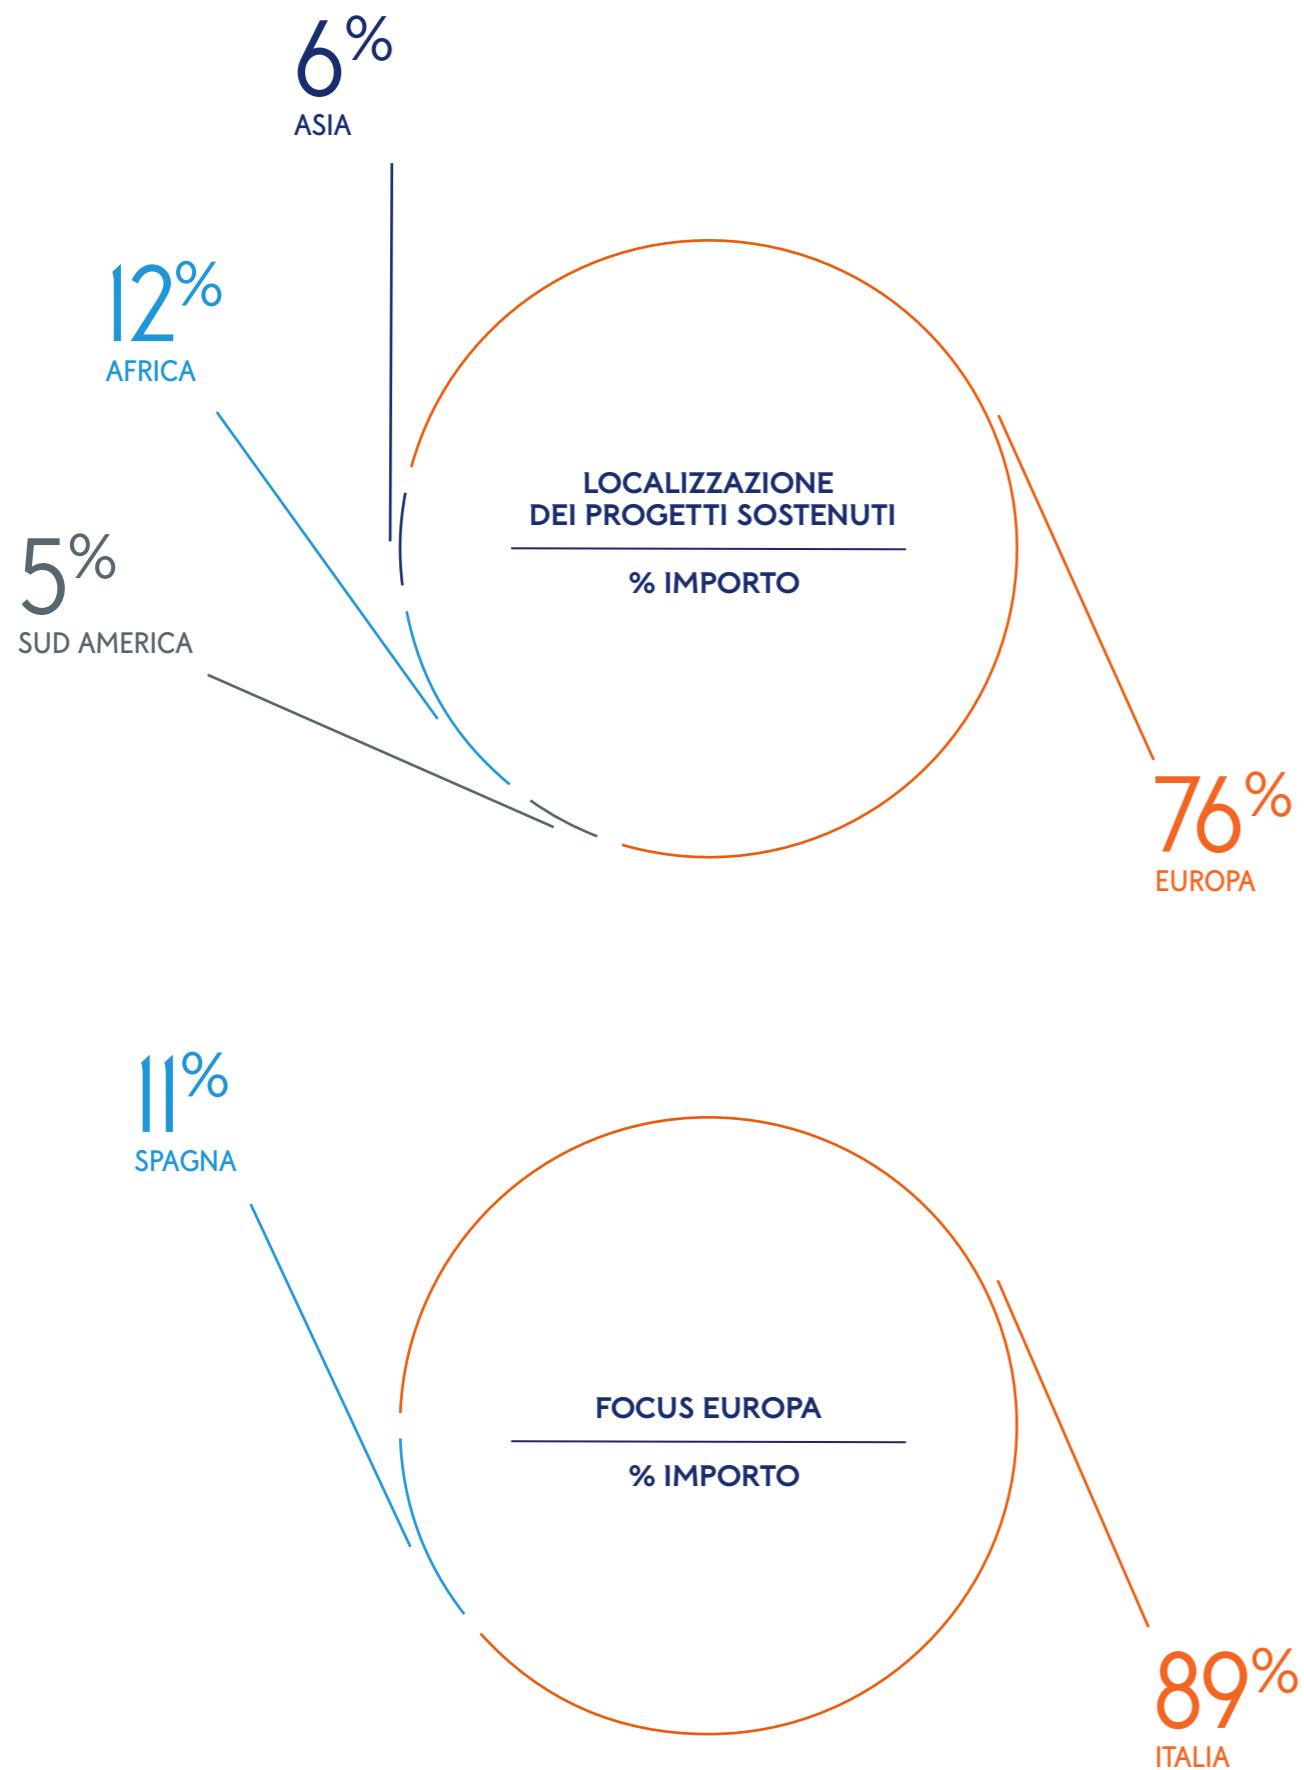 6%
ASIA
12%
AFRICA
5%
SUD AMERICA
LOCALIZZAZIONE
DEI PROGETTI SOSTENUTI
% IMPORTO
76%
EUROPA
11%
SPAGNA
FOCUS EUROPA
% IMPORTO
89%
ITALIA